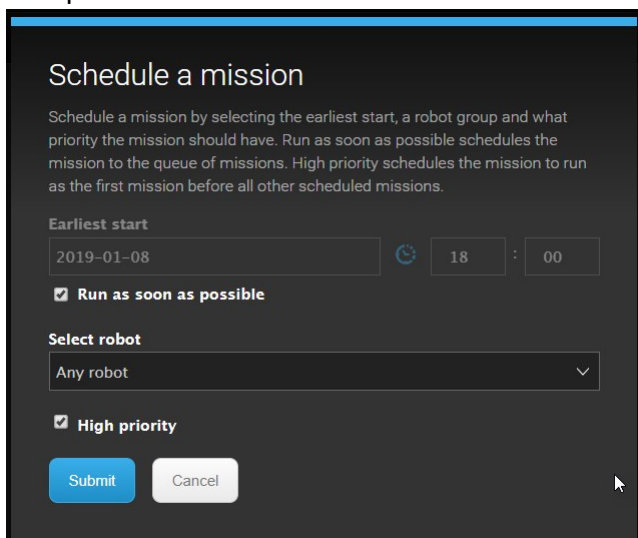 Schedule a mission
Schedule a mission by selecting the earliest start, a robot group and what
priority the mission should have. Run as soon as possible schedules the
mission to the queue of missions. High priority schedules the mission to run
as the first mission before all other scheduled missions.
Earliest start
2019-01-08 18 : 00
Run as soon as possible
Select robot
Any robot
High priority
Submit Cancel